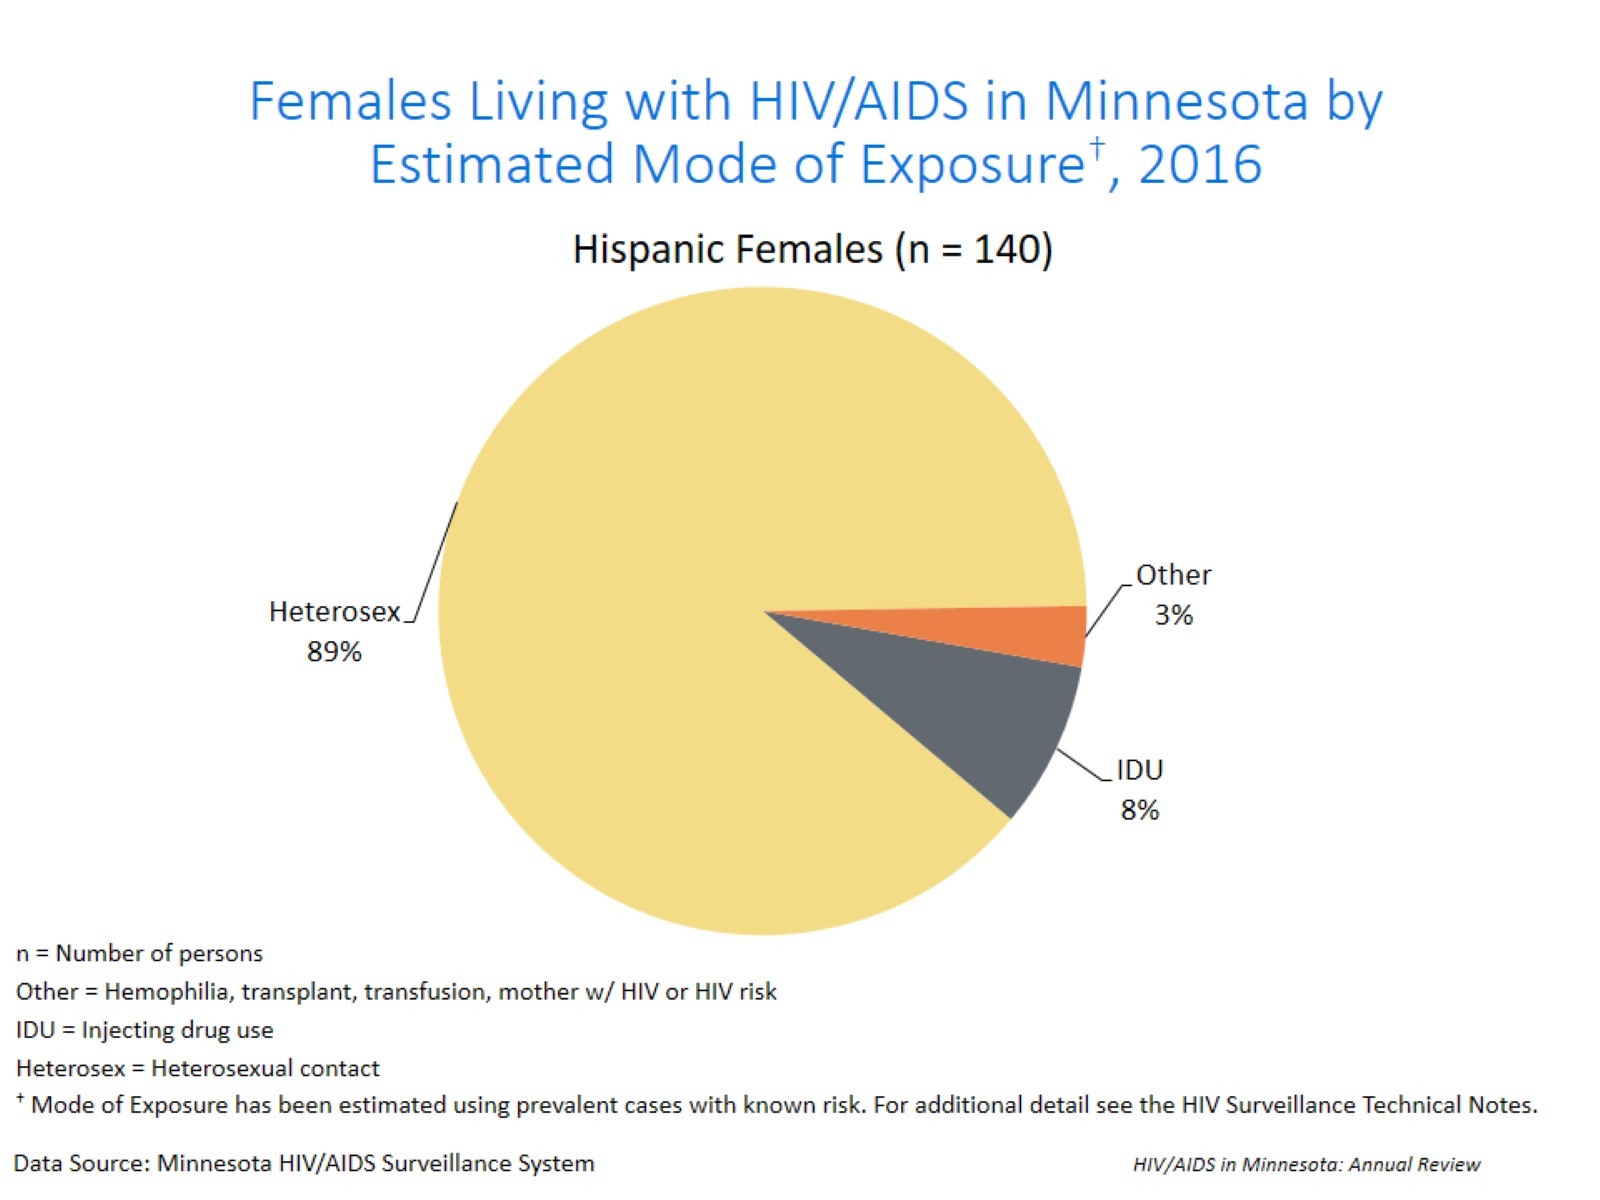 Females Living with HIV/AIDS in Minnesota by
Estimated Mode of Exposure†, 2016
Hispanic Females (n = 140)
Heterosex
89%
Other
3%
IDU
8%
n = Number of persons
Other = Hemophilia, transplant, transfusion, mother w/ HIV or HIV risk
IDU = Injecting drug use
Heterosex = Heterosexual contact
† Mode of Exposure has been estimated using prevalent cases with known risk. For additional detail see the HIV Surveillance Technical Notes.
Data Source: Minnesota HIV/AIDS Surveillance System
HIV/AIDS in Minnesota: Annual Review